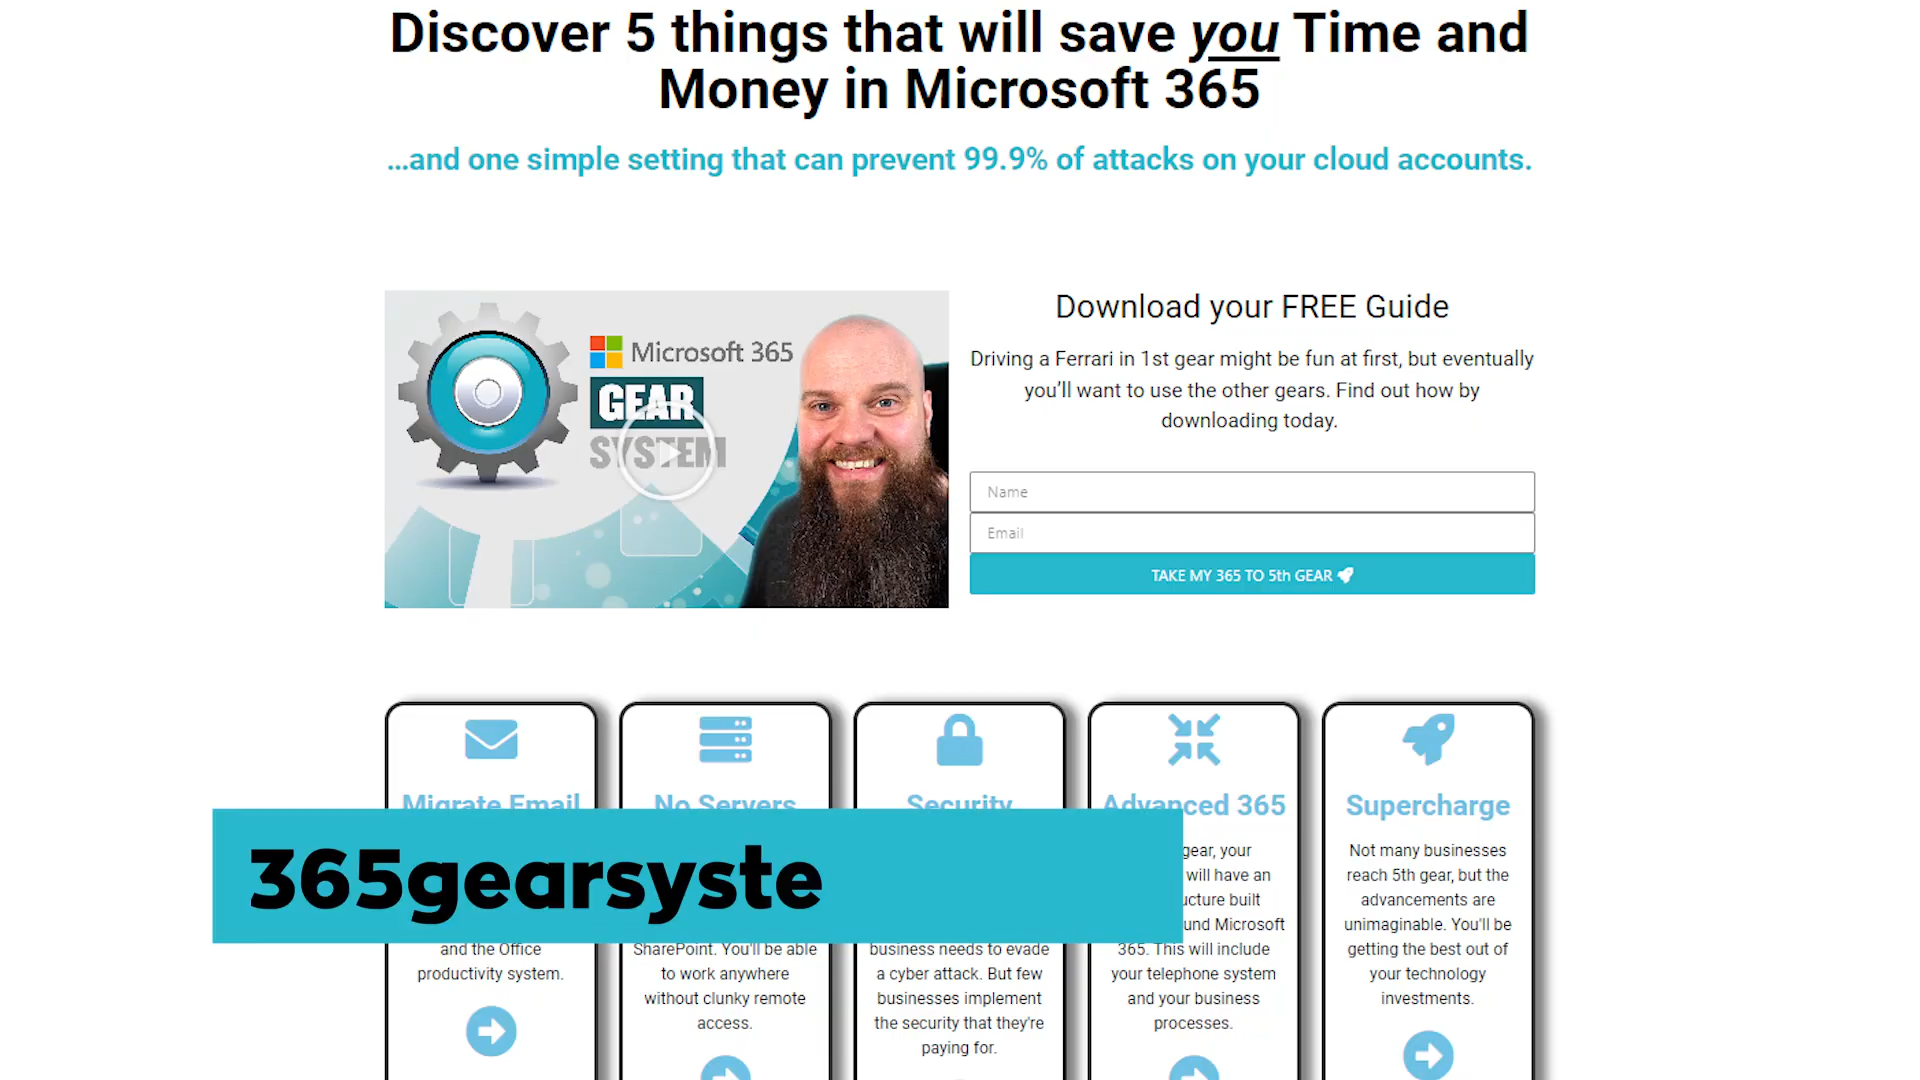 Discover 5 things that will save you Time and
Money in Microsoft 365
...and one simple setting that can prevent 99.9% of attacks on your cloud accounts.
Microsoft 365
GEAR
SYSTEM
Download your FREE Guide
Driving a Ferrari in 1st gear might be fun at first, but eventually
you'll want to use the other gears. Find out how by
downloading today.
Name
Email
TAKE MY 365 TO 5th GEAR
Migrate Email
and the Office
productivity system.
No Servers
SharePoint. You'll be able
to work anywhere
without clunky remote
access.
Security
business needs to evade
a cyber attack. But few
businesses implement
the security that they're
paying for.
Advanced 365
gear, your
will have an
built
Microsoft
365. This will include
your telephone system
and your business
processes.
Supercharge
Not many businesses
reach 5th gear, but the
advancements are
unimaginable. You'll be
getting the best out of
your technology
investments.
365gearsyste